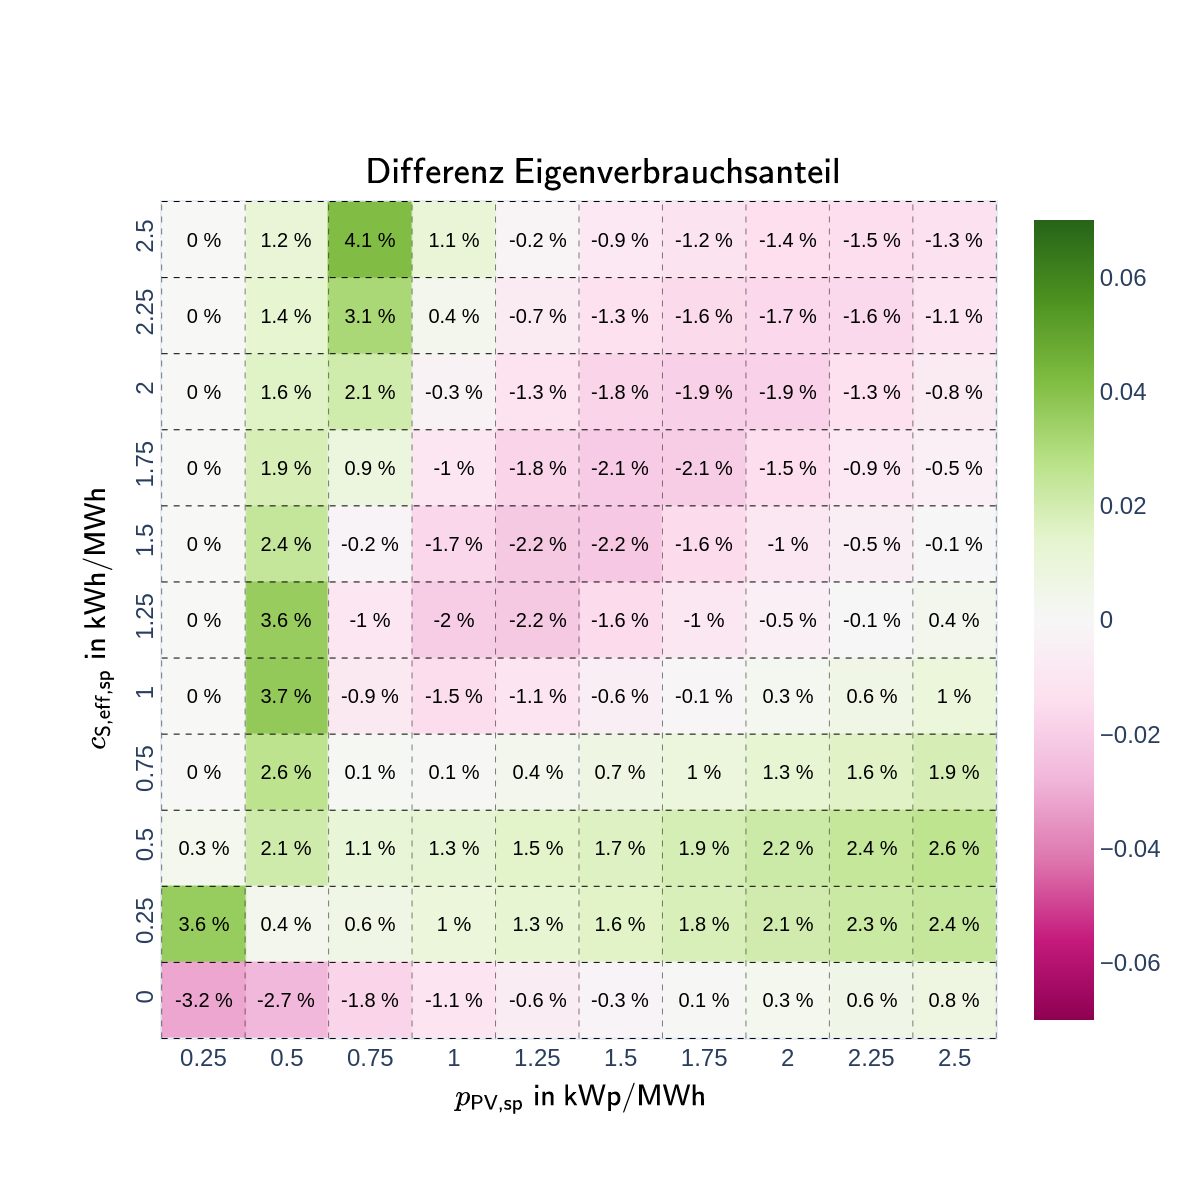 Differenz Eigenverbrauchsanteil
2.5 0 % 1.2 % 4.1 % 1.1 % -0.2 % -0.9 % -1.2 % -1.4 % -1.5 % -1.3 %
2.25 0 % 1.4 % 3.1 % 0.4 % -0.7 % -1.3 % -1.6 % -1.7 % -1.6 % -1.1 %
2 0 % 1.6 % 2.1 % -0.3 % -1.3 % -1.8 % -1.9 % -1.9 % -1.3 % -0.8 %
1.75 0 % 1.9 % 0.9 % -1 % -1.8 % -2.1 % -2.1 % -1.5 % -0.9 % -0.5 %
1.5 0 % 2.4 % -0.2 % -1.7 % -2.2 % -2.2 % -1.6 % -1 % -0.5 % -0.1 %
1.25 0 % 3.6 % -1 % -2 % -2.2 % -1.6 % -1 % -0.5 % -0.1 % 0.4 %
1 0 % 3.7 % -0.9 % -1.5 % -1.1 % -0.6 % -0.1 % 0.3 % 0.6 % 1 %
0.75 0 % 2.6 % 0.1 % 0.1 % 0.4 % 0.7 % 1 % 1.3 % 1.6 % 1.9 %
0.5 0.3 % 2.1 % 1.1 % 1.3 % 1.5 % 1.7 % 1.9 % 2.2 % 2.4 % 2.6 %
0.25 3.6 % 0.4 % 0.6 % 1 % 1.3 % 1.6 % 1.8 % 2.1 % 2.3 % 2.4 %
0 -3.2 % -2.7 % -1.8 % -1.1 % -0.6 % -0.3 % 0.1 % 0.3 % 0.6 % 0.8 %
0.25 0.5 0.75 1 1.25 1.5 1.75 2 2.25 2.5
p PV,sp in kWp/MWh
c S,eff,sp in kWh/MWh
0.06
0.04
0.02
0
−0.02
−0.04
−0.06